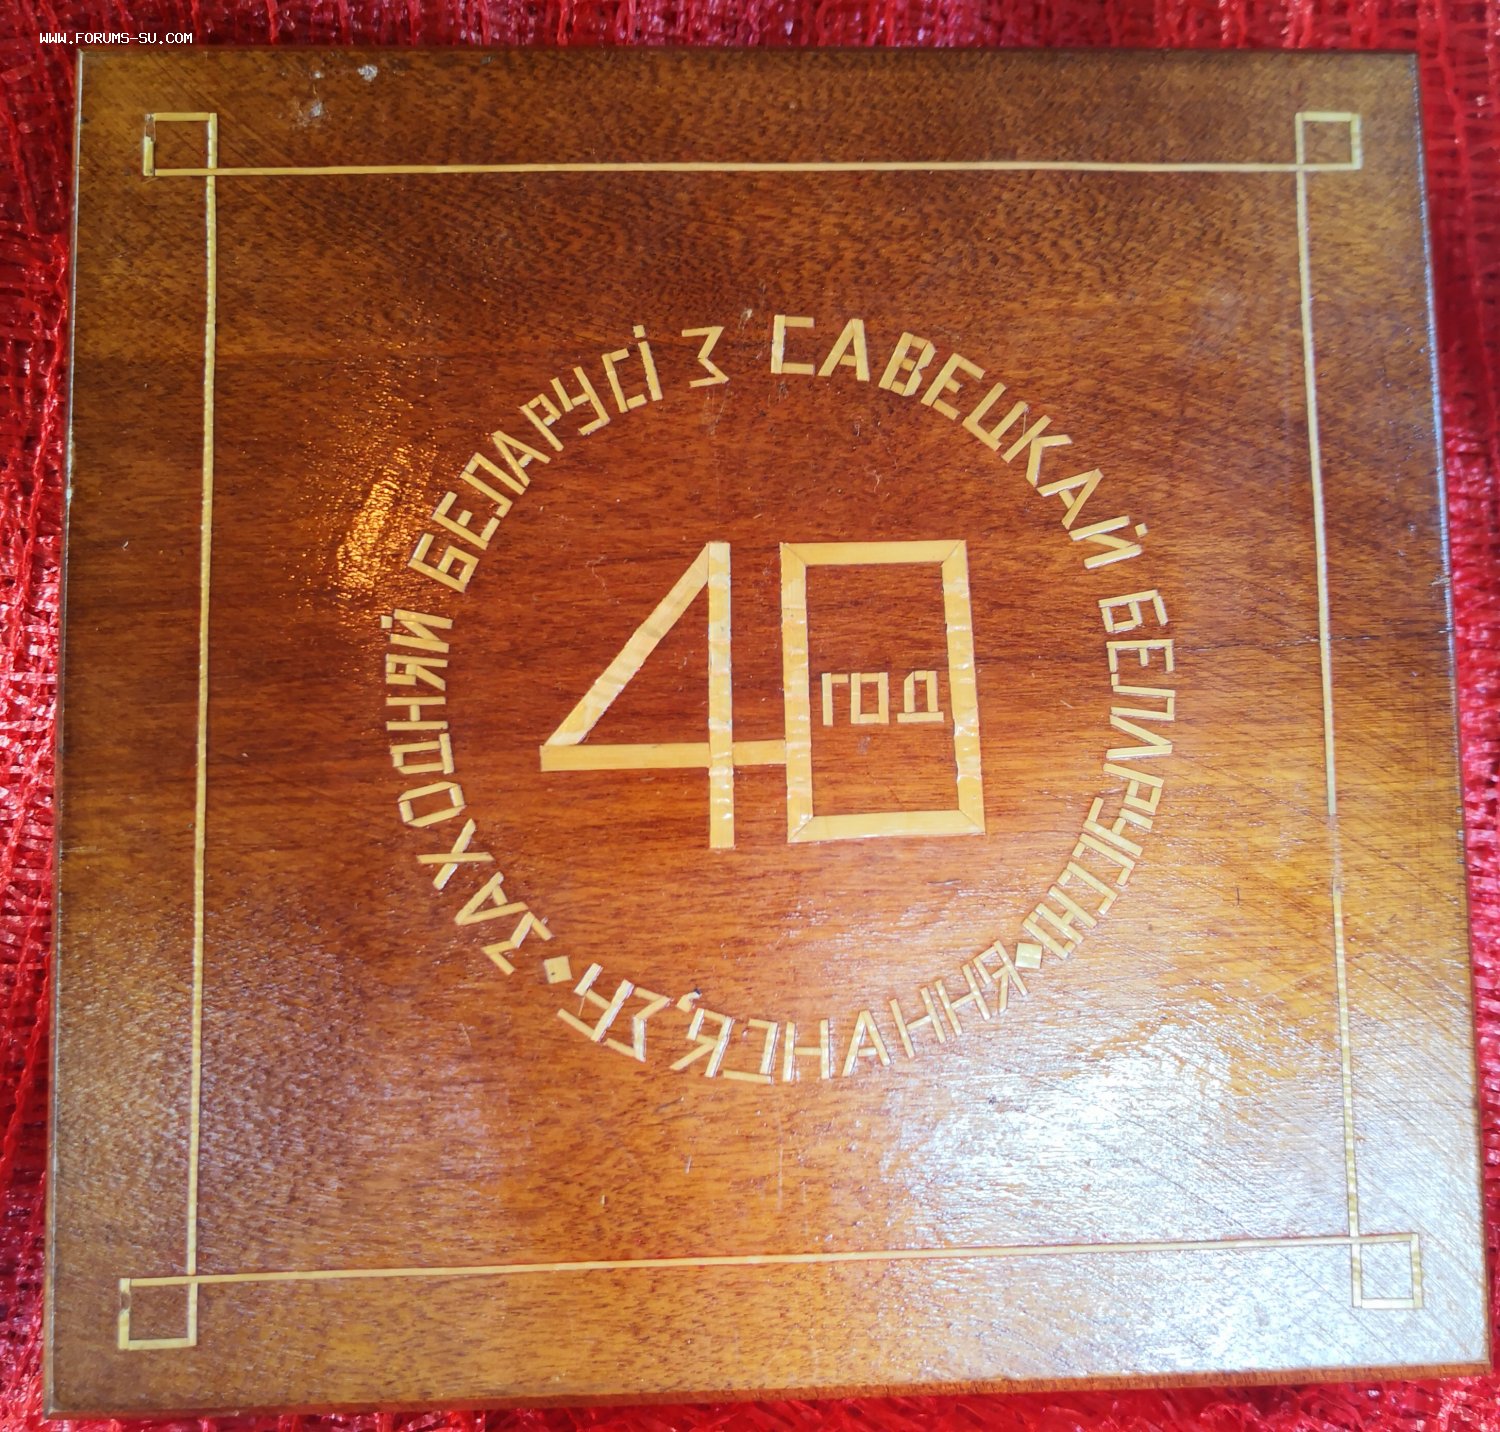 WWW.FORUMS-SU.COM
40
ГОД
УЗ'ЯДНАННЯ
ЗАХОДНЯЙ БЕЛАРУСІ З САВЕЦКАЙ БЕЛАРУССЮ